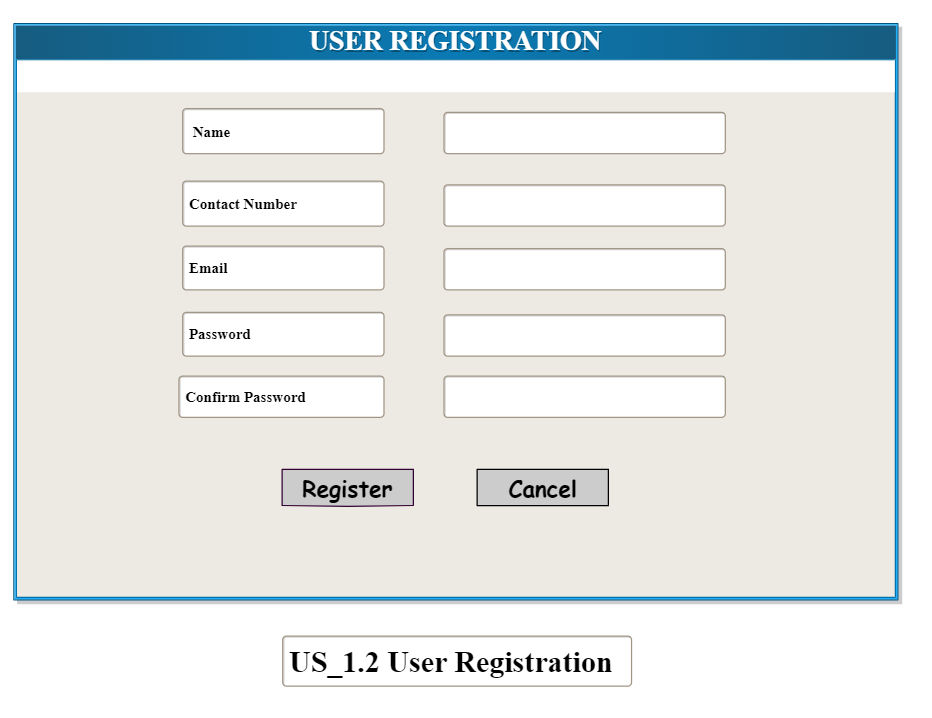 USER REGISTRATION
Name
Contact Number
Email
Password
Confirm Password
Register Cancel
US_1.2 User Registration